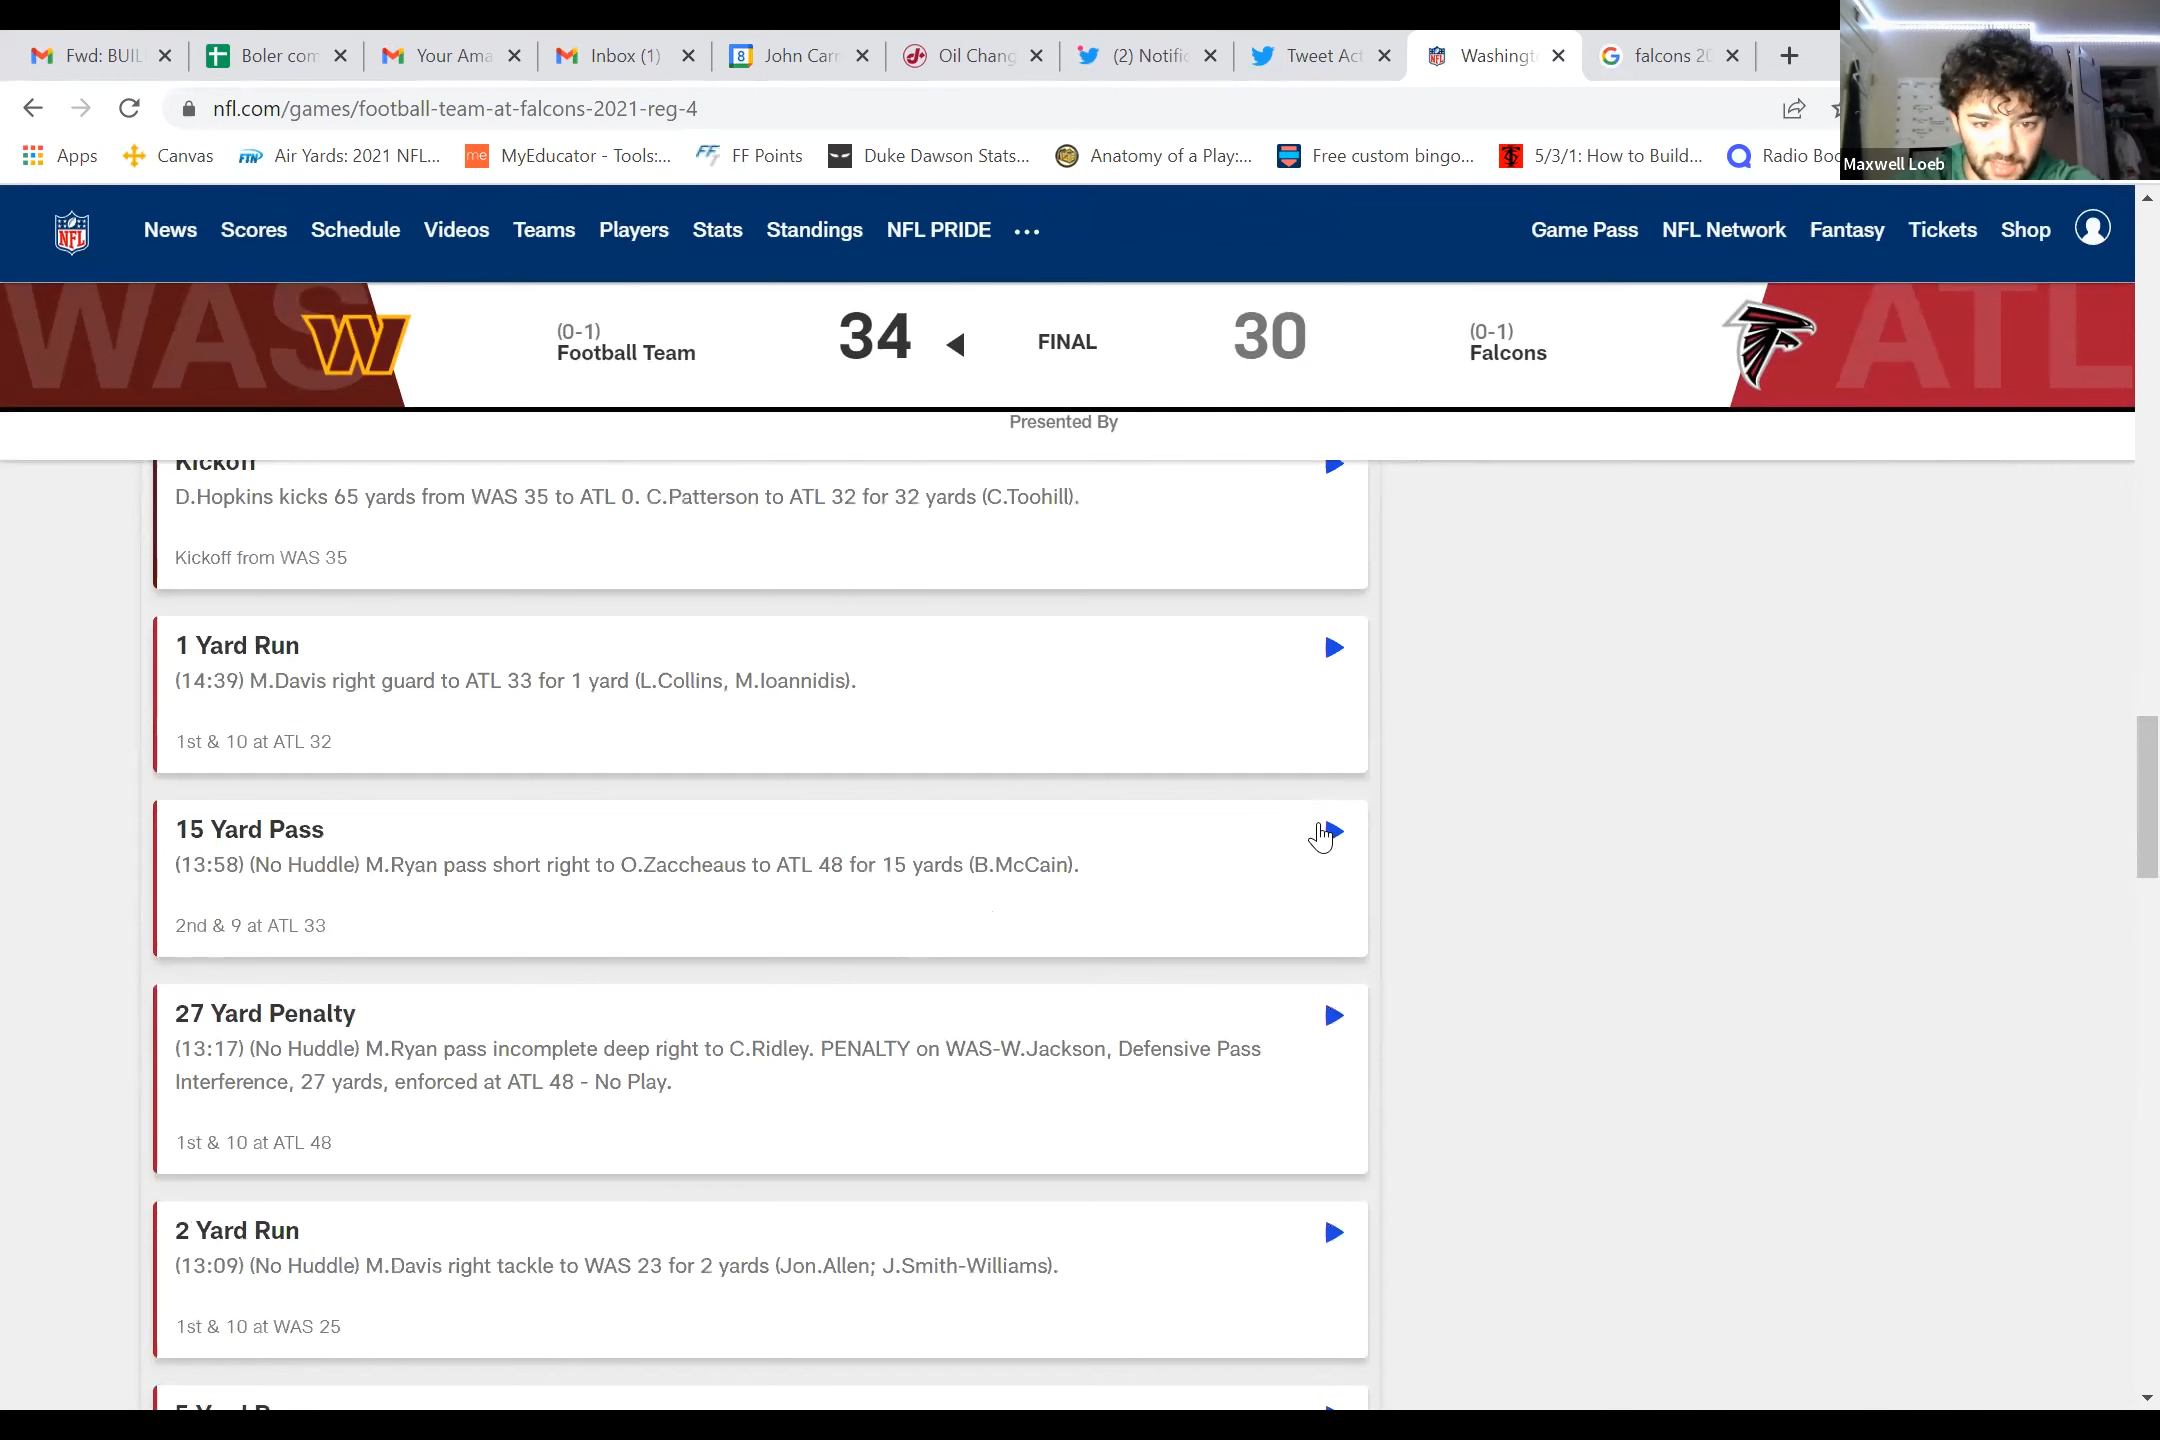 Fwd: BUIL
Boler com
Your Ama
Inbox (1)
John Carr
Oil Chang
(2) Notific
Tweet Act
Washingt
falcons 20
nfl.com/games/football-team-at-falcons-2021-reg-4
Apps
Canvas
FTN
Air Yards: 2021 NFL...
me
MyEducator - Tools:...
FF
FF Points
Duke Dawson Stats...
Anatomy of a Play:...
Free custom bingo...
5/3/1: How to Build...
Radio Boo
Maxwell Loeb
NFL
News Scores Schedule Videos Teams Players Stats Standings NFL PRIDE ...
Game Pass NFL Network Fantasy Tickets Shop
WAS
W
(0-1)
Football Team
34
FINAL
30
(0-1)
Falcons
ATL
Presented By
Kickoff
D.Hopkins kicks 65 yards from WAS 35 to ATL 0. C.Patterson to ATL 32 for 32 yards (C.Toohill).
Kickoff from WAS 35
1 Yard Run
(14:39) M.Davis right guard to ATL 33 for 1 yard (L.Collins, M.Ioannidis).
1st & 10 at ATL 32
15 Yard Pass
(13:58) (No Huddle) M.Ryan pass short right to O.Zaccheaus to ATL 48 for 15 yards (B.McCain).
2nd & 9 at ATL 33
27 Yard Penalty
(13:17) (No Huddle) M.Ryan pass incomplete deep right to C.Ridley. PENALTY on WAS-W.Jackson, Defensive Pass
Interference, 27 yards, enforced at ATL 48 - No Play.
1st & 10 at ATL 48
2 Yard Run
(13:09) (No Huddle) M.Davis right tackle to WAS 23 for 2 yards (Jon.Allen; J.Smith-Williams).
1st & 10 at WAS 25